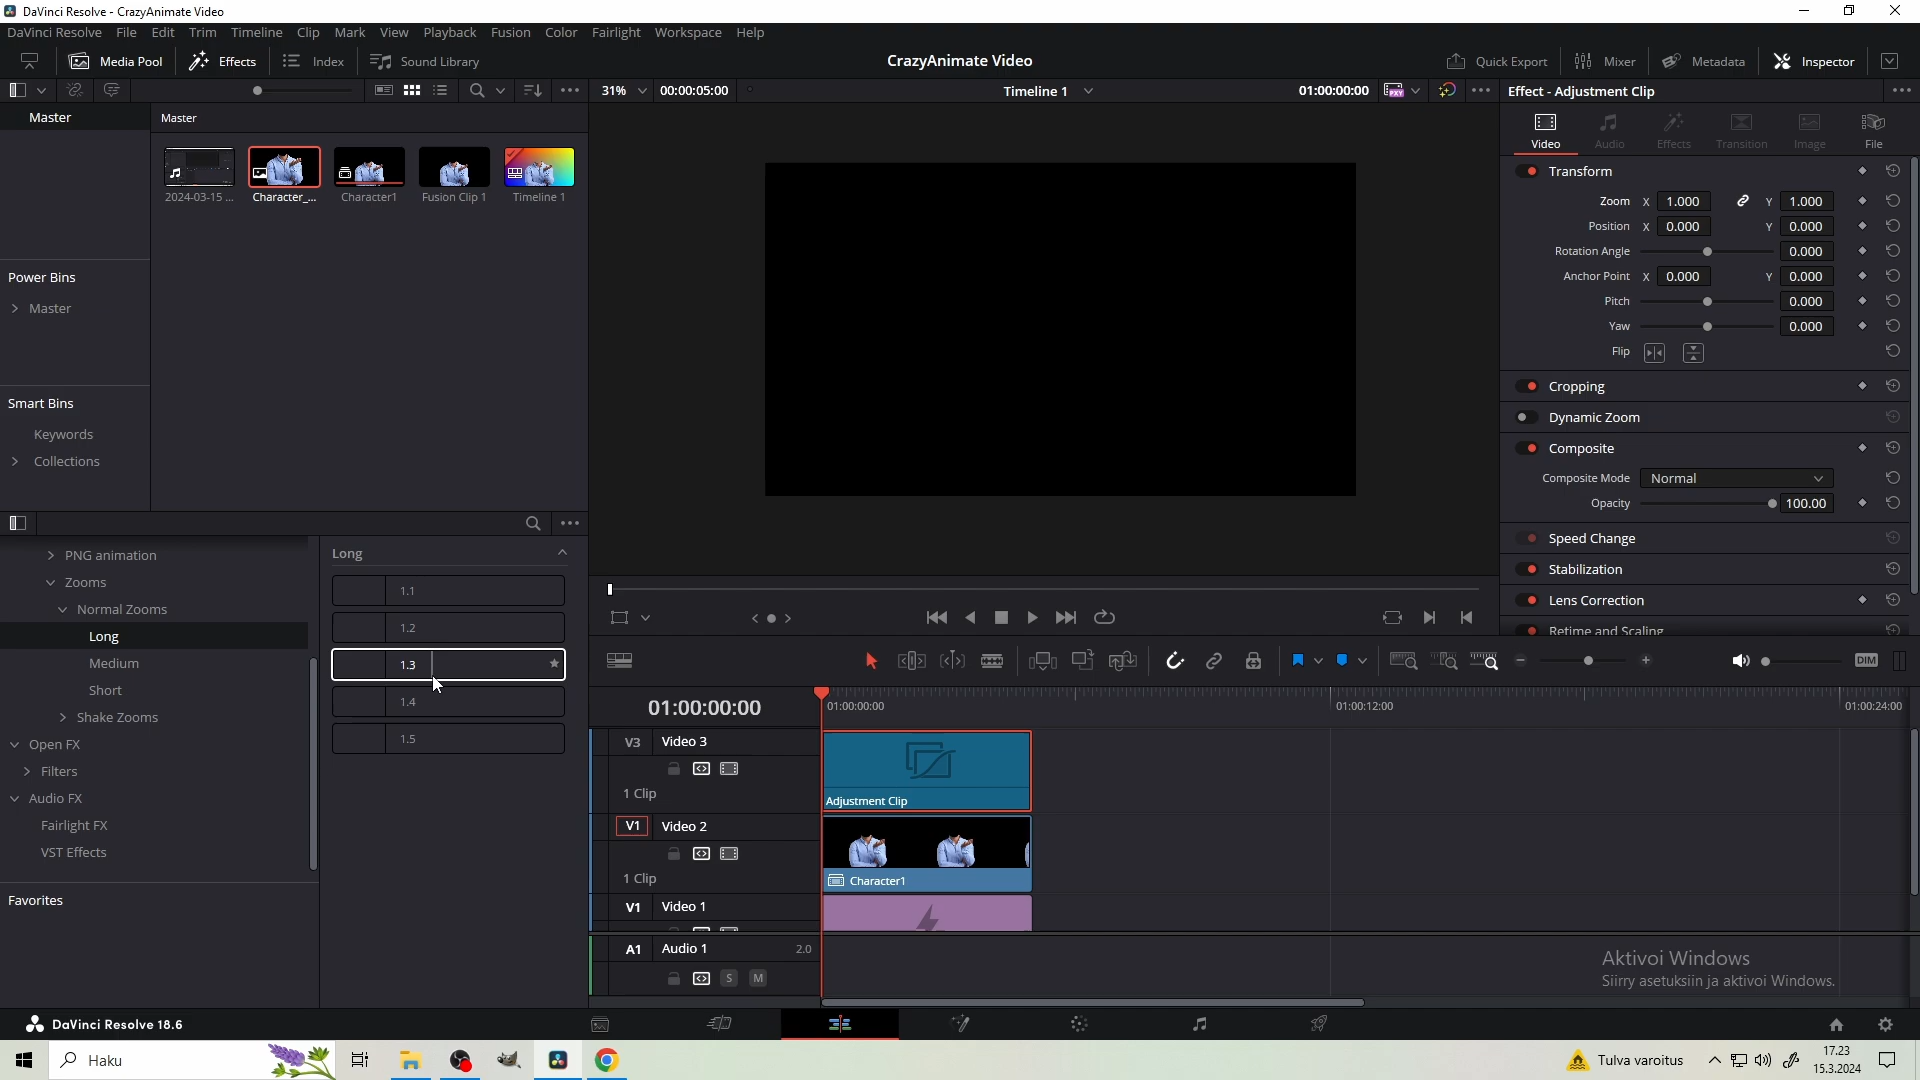 DaVinci Resolve - CrazyAnimate Video
DaVinci Resolve File Edit Trim Timeline Clip Mark View Playback Fusion Color Fairlight Workspace Help
Media Pool Effects Index Sound Library CrazyAnimate Video Quick Export Mixer Metadata Inspector
31% 00:00:05:00 Timeline 1 01:00:00:00 Effect - Adjustment Clip
Master
Master
Video Audio Effects Transition Image File
2024-03-15 ... Character_... Character1 Fusion Clip 1 Timeline 1
Transform
Zoom X 1.000 Y 1.000
Position X 0.000 Y 0.000
Rotation Angle 0.000
Anchor Point X 0.000 Y 0.000
Pitch 0.000
Yaw 0.000
Flip
Cropping
Dynamic Zoom
Composite
Composite Mode Normal
Opacity 100.00
Speed Change
Stabilization
Lens Correction
Retime and Scaling
Power Bins
Master
Smart Bins
Keywords
Collections
PNG animation
Zooms
Normal Zooms
Long
Medium
Short
Shake Zooms
Open FX
Filters
Audio FX
Fairlight FX
VST Effects
Favorites
Long
1.1
1.2
1.3
1.4
1.5
DIM
01:00:00:00 01:00:00:00 01:00:12:00 01:00:24:00
V3 Video 3
1 Clip
Adjustment Clip
V1 Video 2
1 Clip
Character1
V1 Video 1
A1 Audio 1 2.0
S M
Aktivoi Windows
Siirry asetuksiin ja aktivoi Windows.
DaVinci Resolve 18.6
Haku
Tulva varoitus
17.23
15.3.2024